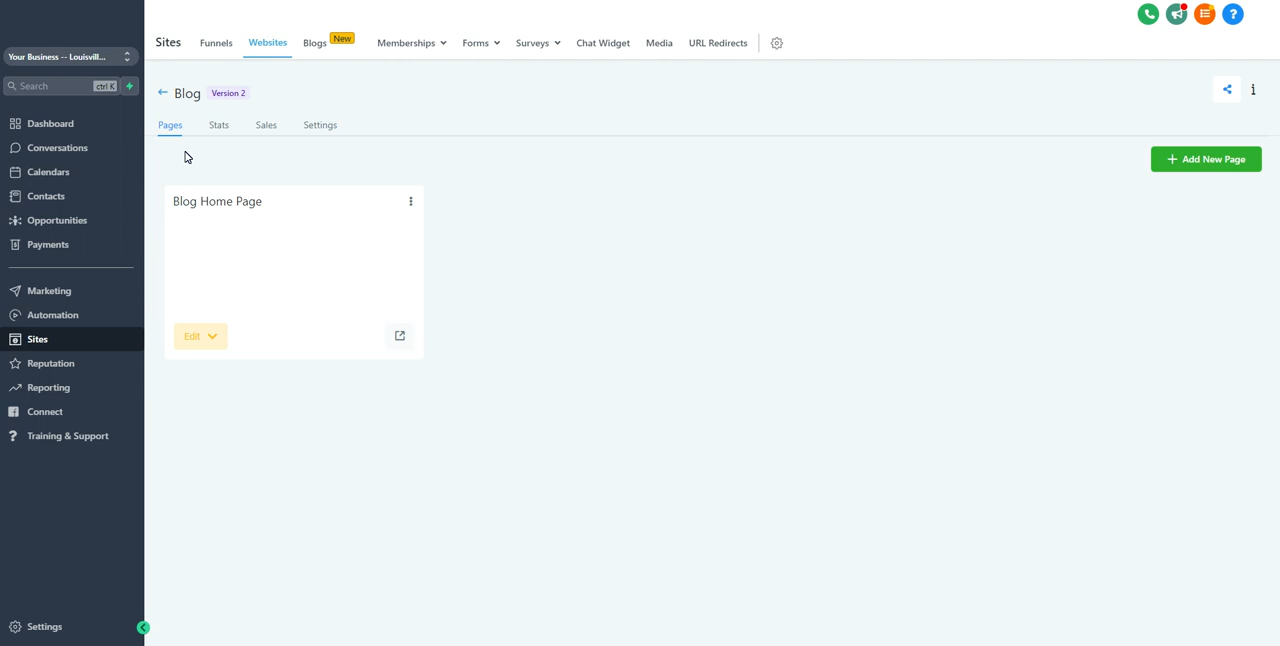 Sites
Funnels
Websites
Blogs
New
Memberships
Forms
Surveys
Chat Widget
Media
URL Redirects
?
Your Business -- Louisvill...
Search
ctrl K
Dashboard
Conversations
Calendars
Contacts
Opportunities
Payments
Marketing
Automation
Sites
Reputation
Reporting
Connect
? Training & Support
Settings
Blog
Version 2
i
Pages
Stats
Sales
Settings
+ Add New Page
Blog Home Page
Edit